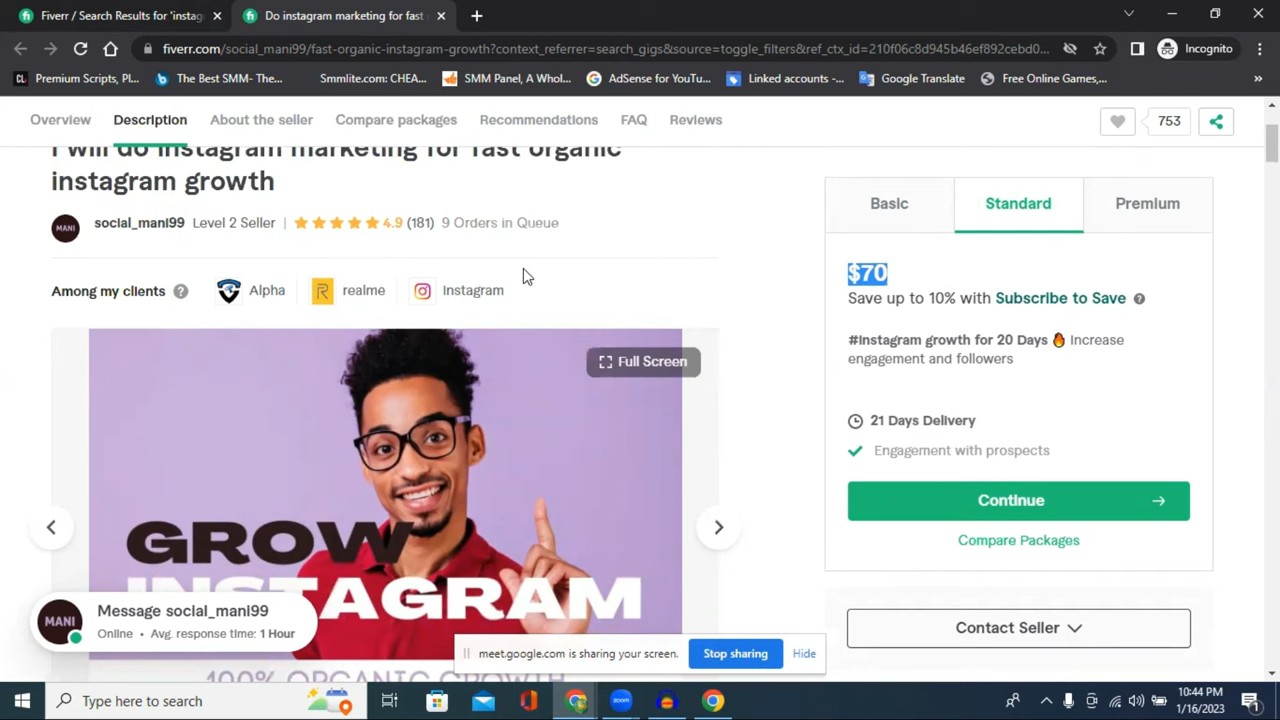 Fiverr / Search Results for 'instag
Do instagram marketing for fast o
fiverr.com/social_mani99/fast-organic-instagram-growth?context_referrer=search_gigs&source=toggle_filters&ref_ctx_id=210f06c8d945b46ef892cebd0...
Incognito
Premium Scripts, Pl...
The Best SMM- The...
Smmlite.com: CHEA...
SMM Panel, A Whol...
AdSense for YouTu...
Linked accounts -...
Google Translate
Free Online Games,...
Overview
Description
About the seller
Compare packages
Recommendations
FAQ
Reviews
753
I will do instagram marketing for fast organic
instagram growth
MANI
social_mani99 Level 2 Seller
4.9 (181) 9 Orders in Queue
Among my clients
Alpha
realme
Instagram
Full Screen
GROW
INSTAGRAM
100% ORGANIC GROWTH
Basic
Standard
Premium
$70
Save up to 10% with Subscribe to Save
#Instagram growth for 20 Days 🔥 Increase
engagement and followers
21 Days Delivery
Engagement with prospects
Continue
Compare Packages
Contact Seller
MANI
Message social_mani99
Online • Avg. response time: 1 Hour
meet.google.com is sharing your screen.
Stop sharing
Hide
Type here to search
zoom
10:44 PM
1/16/2023